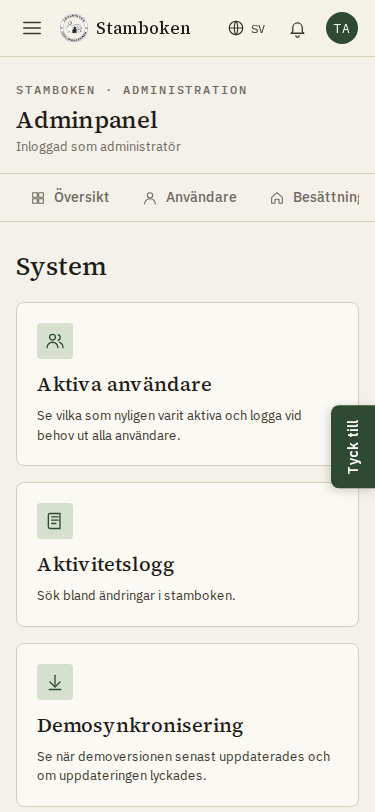 Stamboken
SV
TA
STAMBOKEN · ADMINISTRATION
Adminpanel
Inloggad som administratör
Översikt
Användare
Besättning
System
Aktiva användare
Se vilka som nyligen varit aktiva och logga vid
behov ut alla användare.
Tyck till
Aktivitetslogg
Sök bland ändringar i stamboken.
Demosynkronisering
Se när demoversionen senast uppdaterades och
om uppdateringen lyckades.